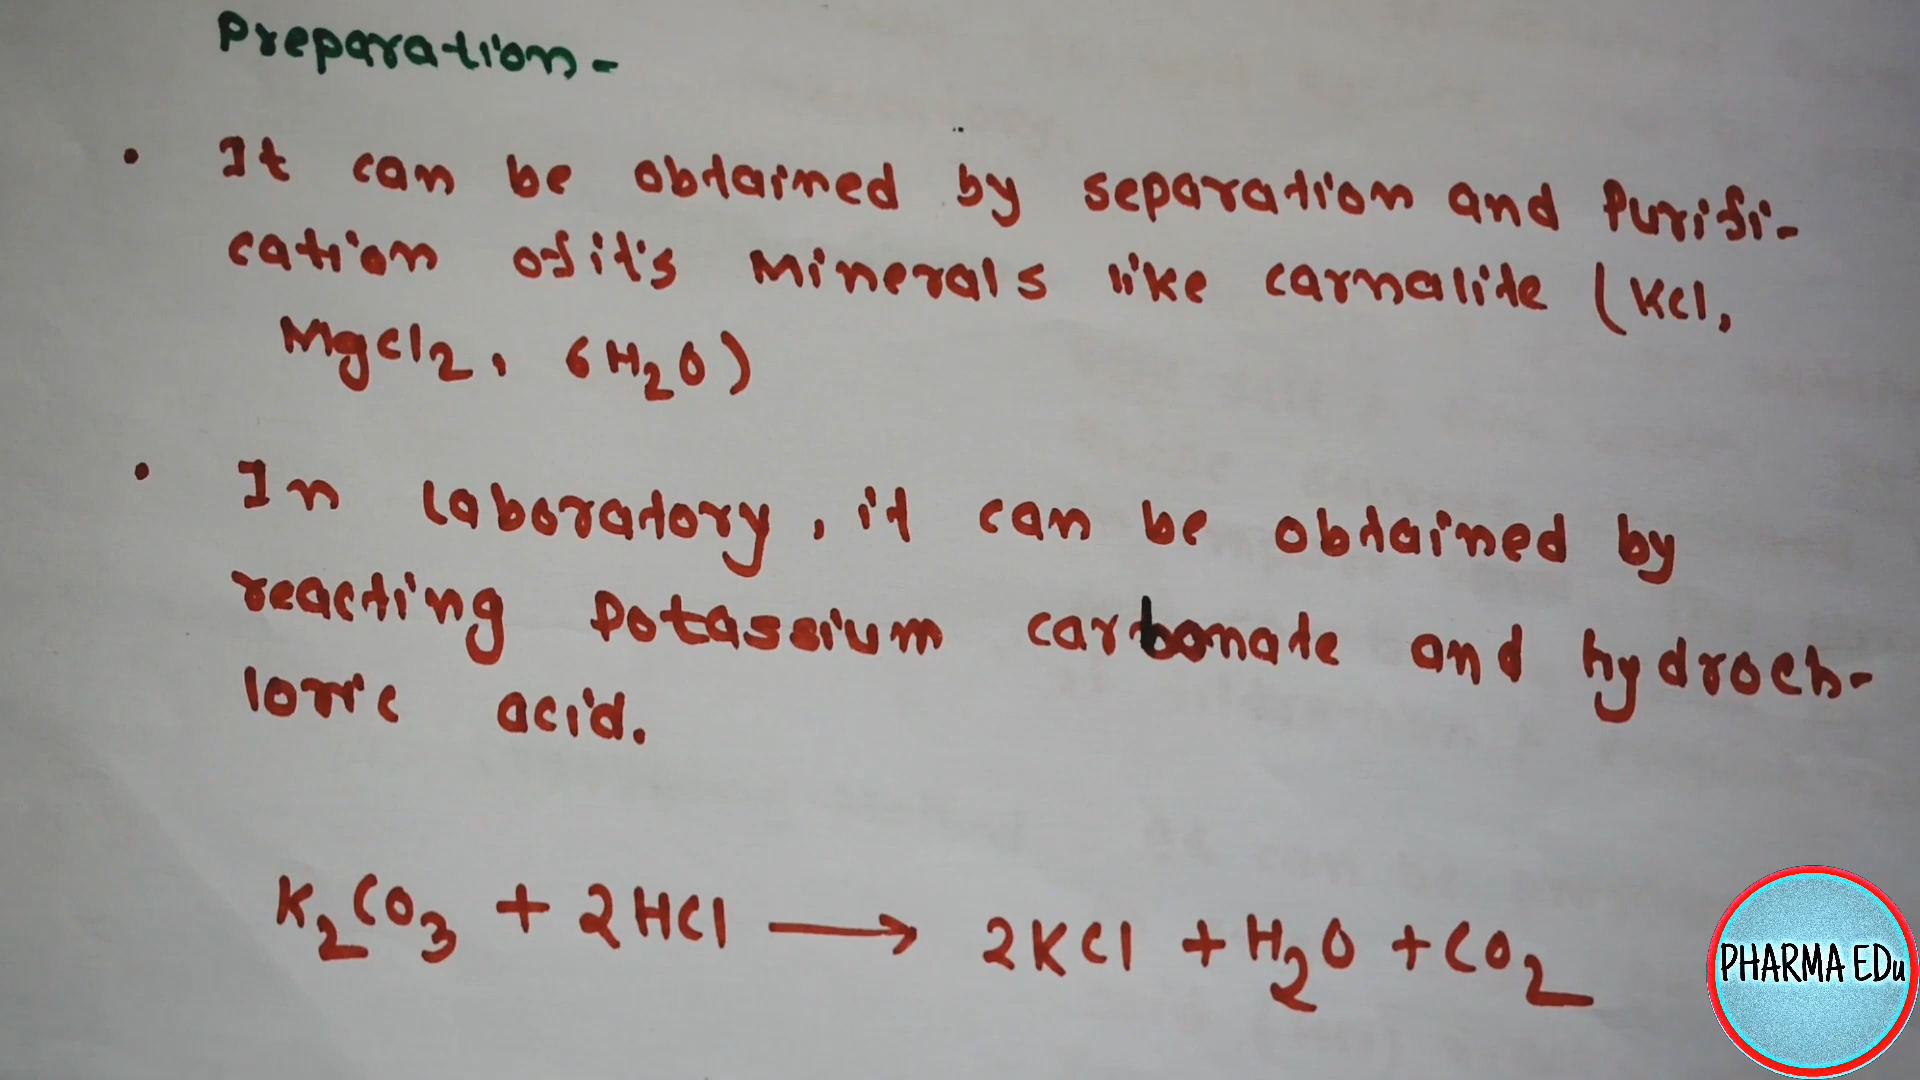 Preparation -
• It can be obtained by separation and Purifi-
cation of it's Minerals like carnalite (KCl,
MgCl2, 6H2O)
• In laboratory, it can be obtained by
reacting Potassium carbonate and hydroch-
loric acid.
K2CO3 + 2HCl ⟶ 2KCl + H2O + CO2
PHARMA EDu